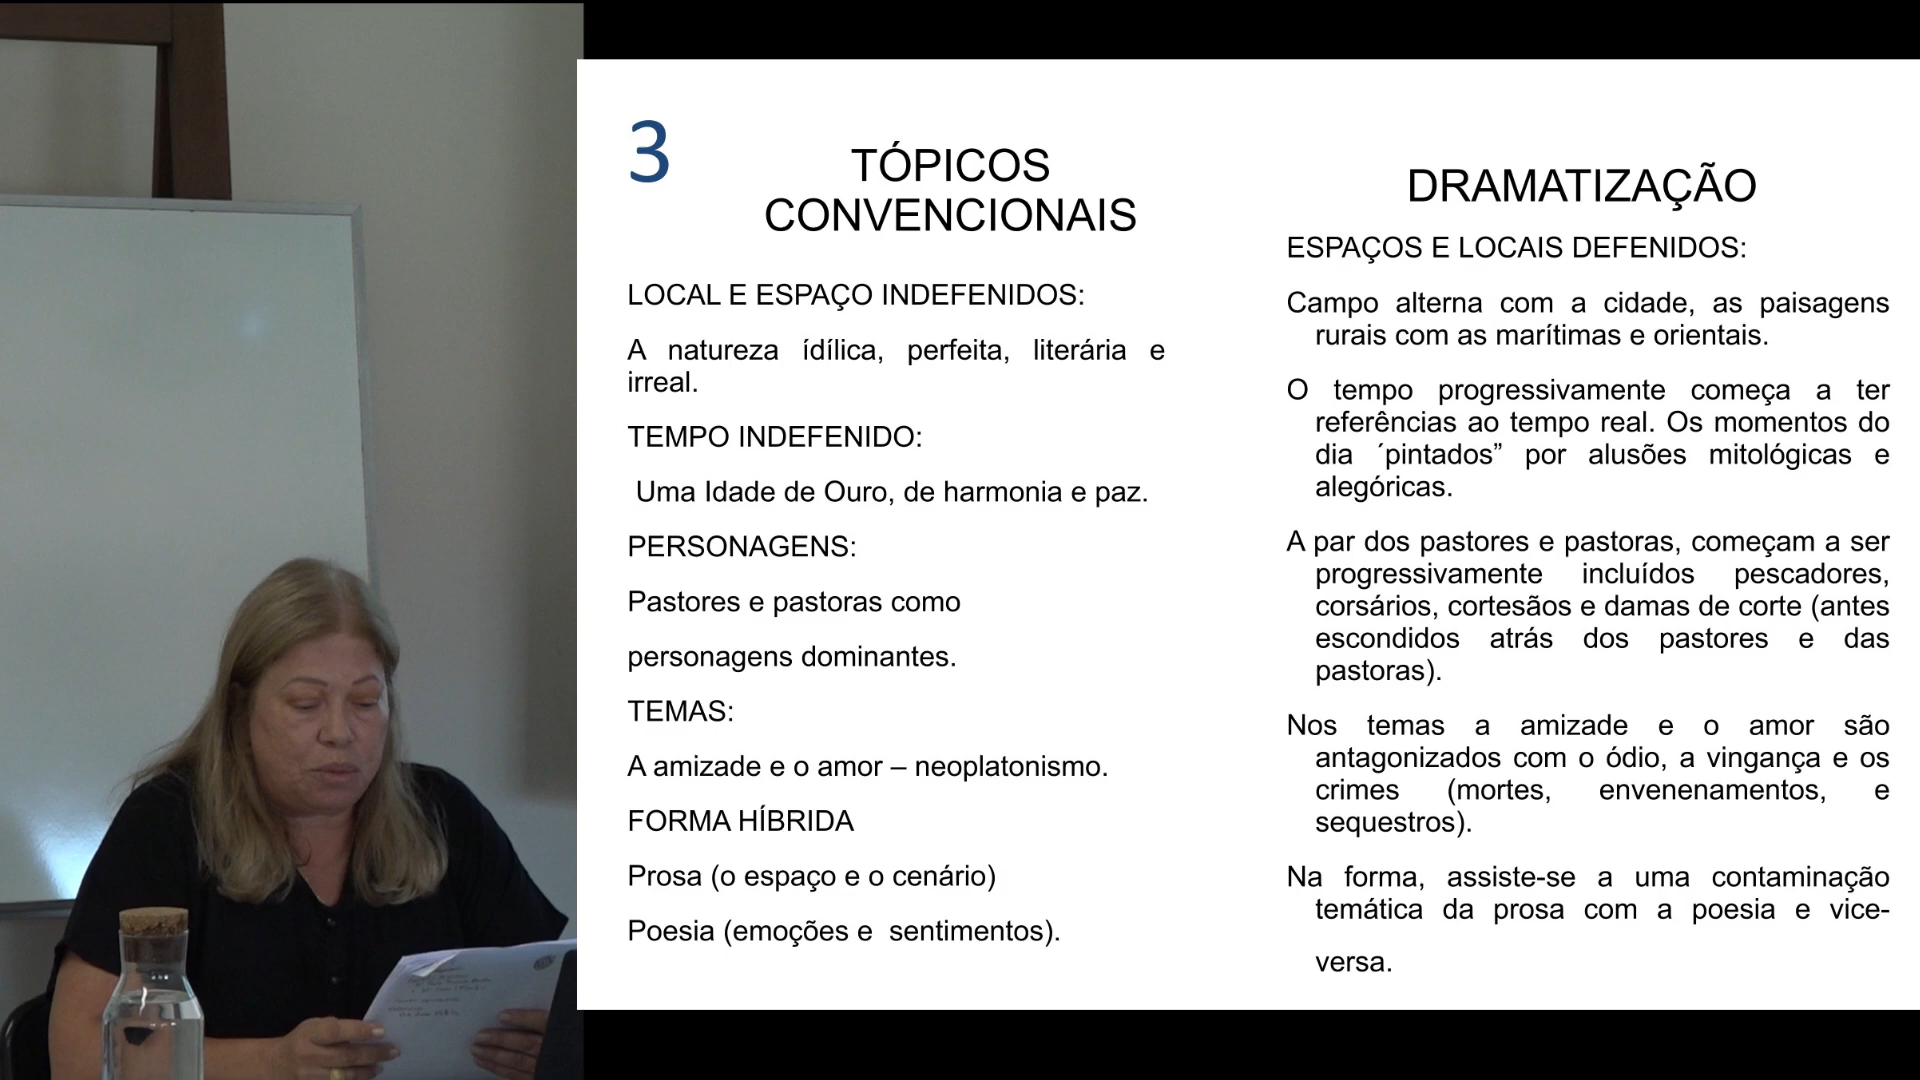 3
TÓPICOS
CONVENCIONAIS
LOCAL E ESPAÇO INDEFENIDOS:
A natureza ídílica, perfeita, literária e
irreal.
TEMPO INDEFENIDO:
Uma Idade de Ouro, de harmonia e paz.
PERSONAGENS:
Pastores e pastoras como
personagens dominantes.
TEMAS:
A amizade e o amor – neoplatonismo.
FORMA HÍBRIDA
Prosa (o espaço e o cenário)
Poesia (emoções e sentimentos).
DRAMATIZAÇÃO
ESPAÇOS E LOCAIS DEFENIDOS:
Campo alterna com a cidade, as paisagens
rurais com as marítimas e orientais.
O tempo progressivamente começa a ter
referências ao tempo real. Os momentos do
dia ´pintados” por alusões mitológicas e
alegóricas.
A par dos pastores e pastoras, começam a ser
progressivamente incluídos pescadores,
corsários, cortesãos e damas de corte (antes
escondidos atrás dos pastores e das
pastoras).
Nos temas a amizade e o amor são
antagonizados com o ódio, a vingança e os
crimes (mortes, envenenamentos, e
sequestros).
Na forma, assiste-se a uma contaminação
temática da prosa com a poesia e vice-
versa.